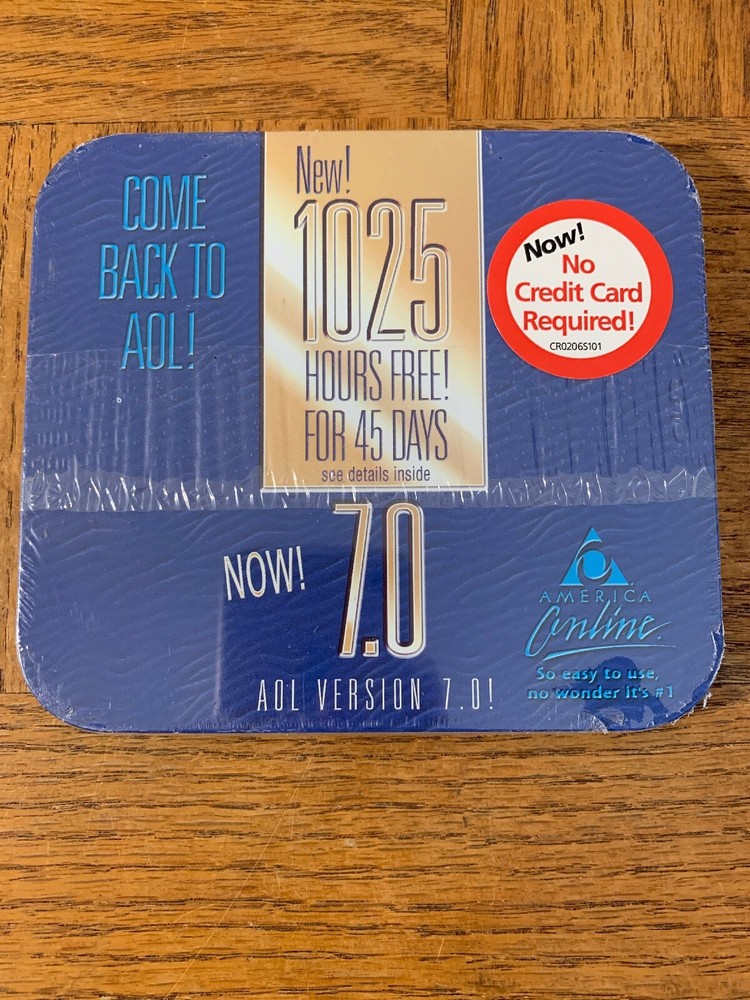 COME
BACK TO
AOL!
New!
1025
HOURS FREE!
FOR 45 DAYS
see details inside
Now!
No
Credit Card
Required!
CR0206S101
NOW!
7.0
AOL VERSION 7.0!
AMERICA
Online
So easy to use,
no wonder it's #1